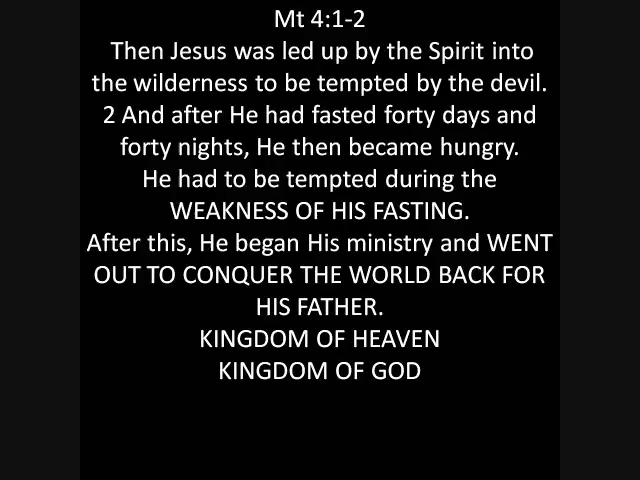 Mt 4:1-2
Then Jesus was led up by the Spirit into
the wilderness to be tempted by the devil.
2 And after He had fasted forty days and
forty nights, He then became hungry.
He had to be tempted during the
WEAKNESS OF HIS FASTING.
After this, He began His ministry and WENT
OUT TO CONQUER THE WORLD BACK FOR
HIS FATHER.
KINGDOM OF HEAVEN
KINGDOM OF GOD